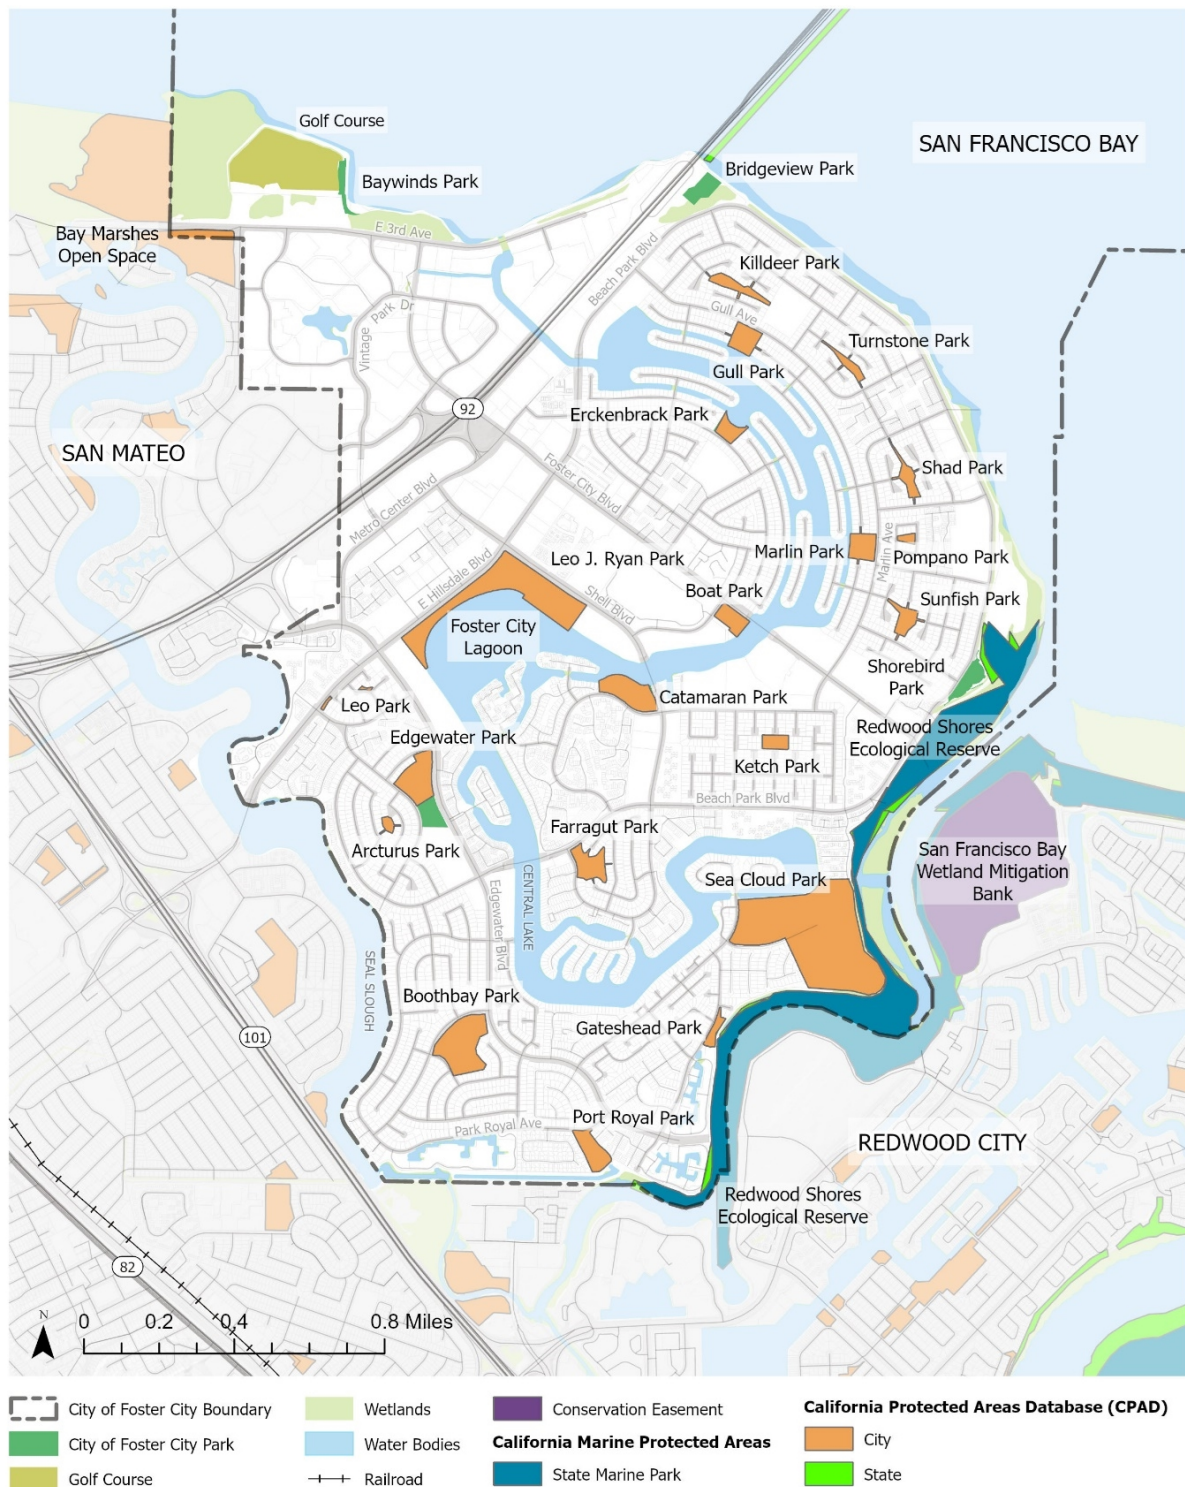 Golf Course
SAN FRANCISCO BAY
Bridgeview Park
Baywinds Park
E 3rd Ave
Bay Marshes
Open Space
Beach Park Blvd
Killdeer Park
Gull Ave
Vintage Park Dr
Turnstone Park
Gull Park
92
Erckenbrack Park
SAN MATEO
Foster City Blvd
Shad Park
Metro Center Blvd
Marlin Ave
Leo J. Ryan Park
Marlin Park
Pompano Park
E Hillsdale Blvd
Shell Blvd
Boat Park
Sunfish Park
Foster City
Lagoon
Shorebird
Park
Catamaran Park
Leo Park
Redwood Shores
Ecological Reserve
Edgewater Park
Ketch Park
Beach Park Blvd
Farragut Park
Arcturus Park
San Francisco Bay
Wetland Mitigation
Bank
Sea Cloud Park
CENTRAL LAKE
Edgewater Blvd
SEAL SLOUGH
Boothbay Park
Gateshead Park
101
Port Royal Park
Park Royal Ave
REDWOOD CITY
Redwood Shores
Ecological Reserve
82
N
0 0.2 0.4 0.8 Miles
City of Foster City Boundary
City of Foster City Park
Golf Course
Wetlands
Water Bodies
Railroad
Conservation Easement
California Marine Protected Areas
State Marine Park
California Protected Areas Database (CPAD)
City
State